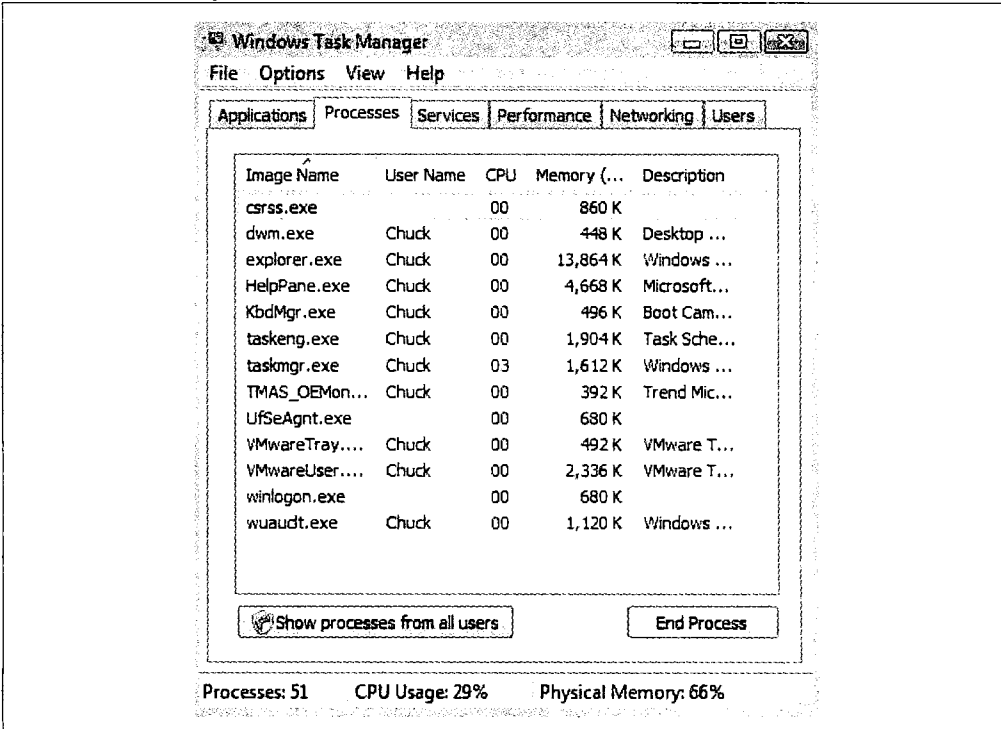 Windows Task Manager
File Options View Help
Applications Processes Services Performance Networking Users
Image Name User Name CPU Memory (... Description
csrss.exe 00 860 K
dwm.exe Chuck 00 448 K Desktop ...
explorer.exe Chuck 00 13,864 K Windows ...
HelpPane.exe Chuck 00 4,668 K Microsoft...
KbdMgr.exe Chuck 00 496 K Boot Cam...
taskeng.exe Chuck 00 1,904 K Task Sche...
taskmgr.exe Chuck 03 1,612 K Windows ...
TMAS_OEMon... Chuck 00 392 K Trend Mic...
UfSeAgnt.exe 00 680 K
VMwareTray.... Chuck 00 492 K VMware T...
VMwareUser.... Chuck 00 2,336 K VMware T...
winlogon.exe 00 680 K
wuaudt.exe Chuck 00 1,120 K Windows ...
Show processes from all users End Process
Processes: 51 CPU Usage: 29% Physical Memory: 66%